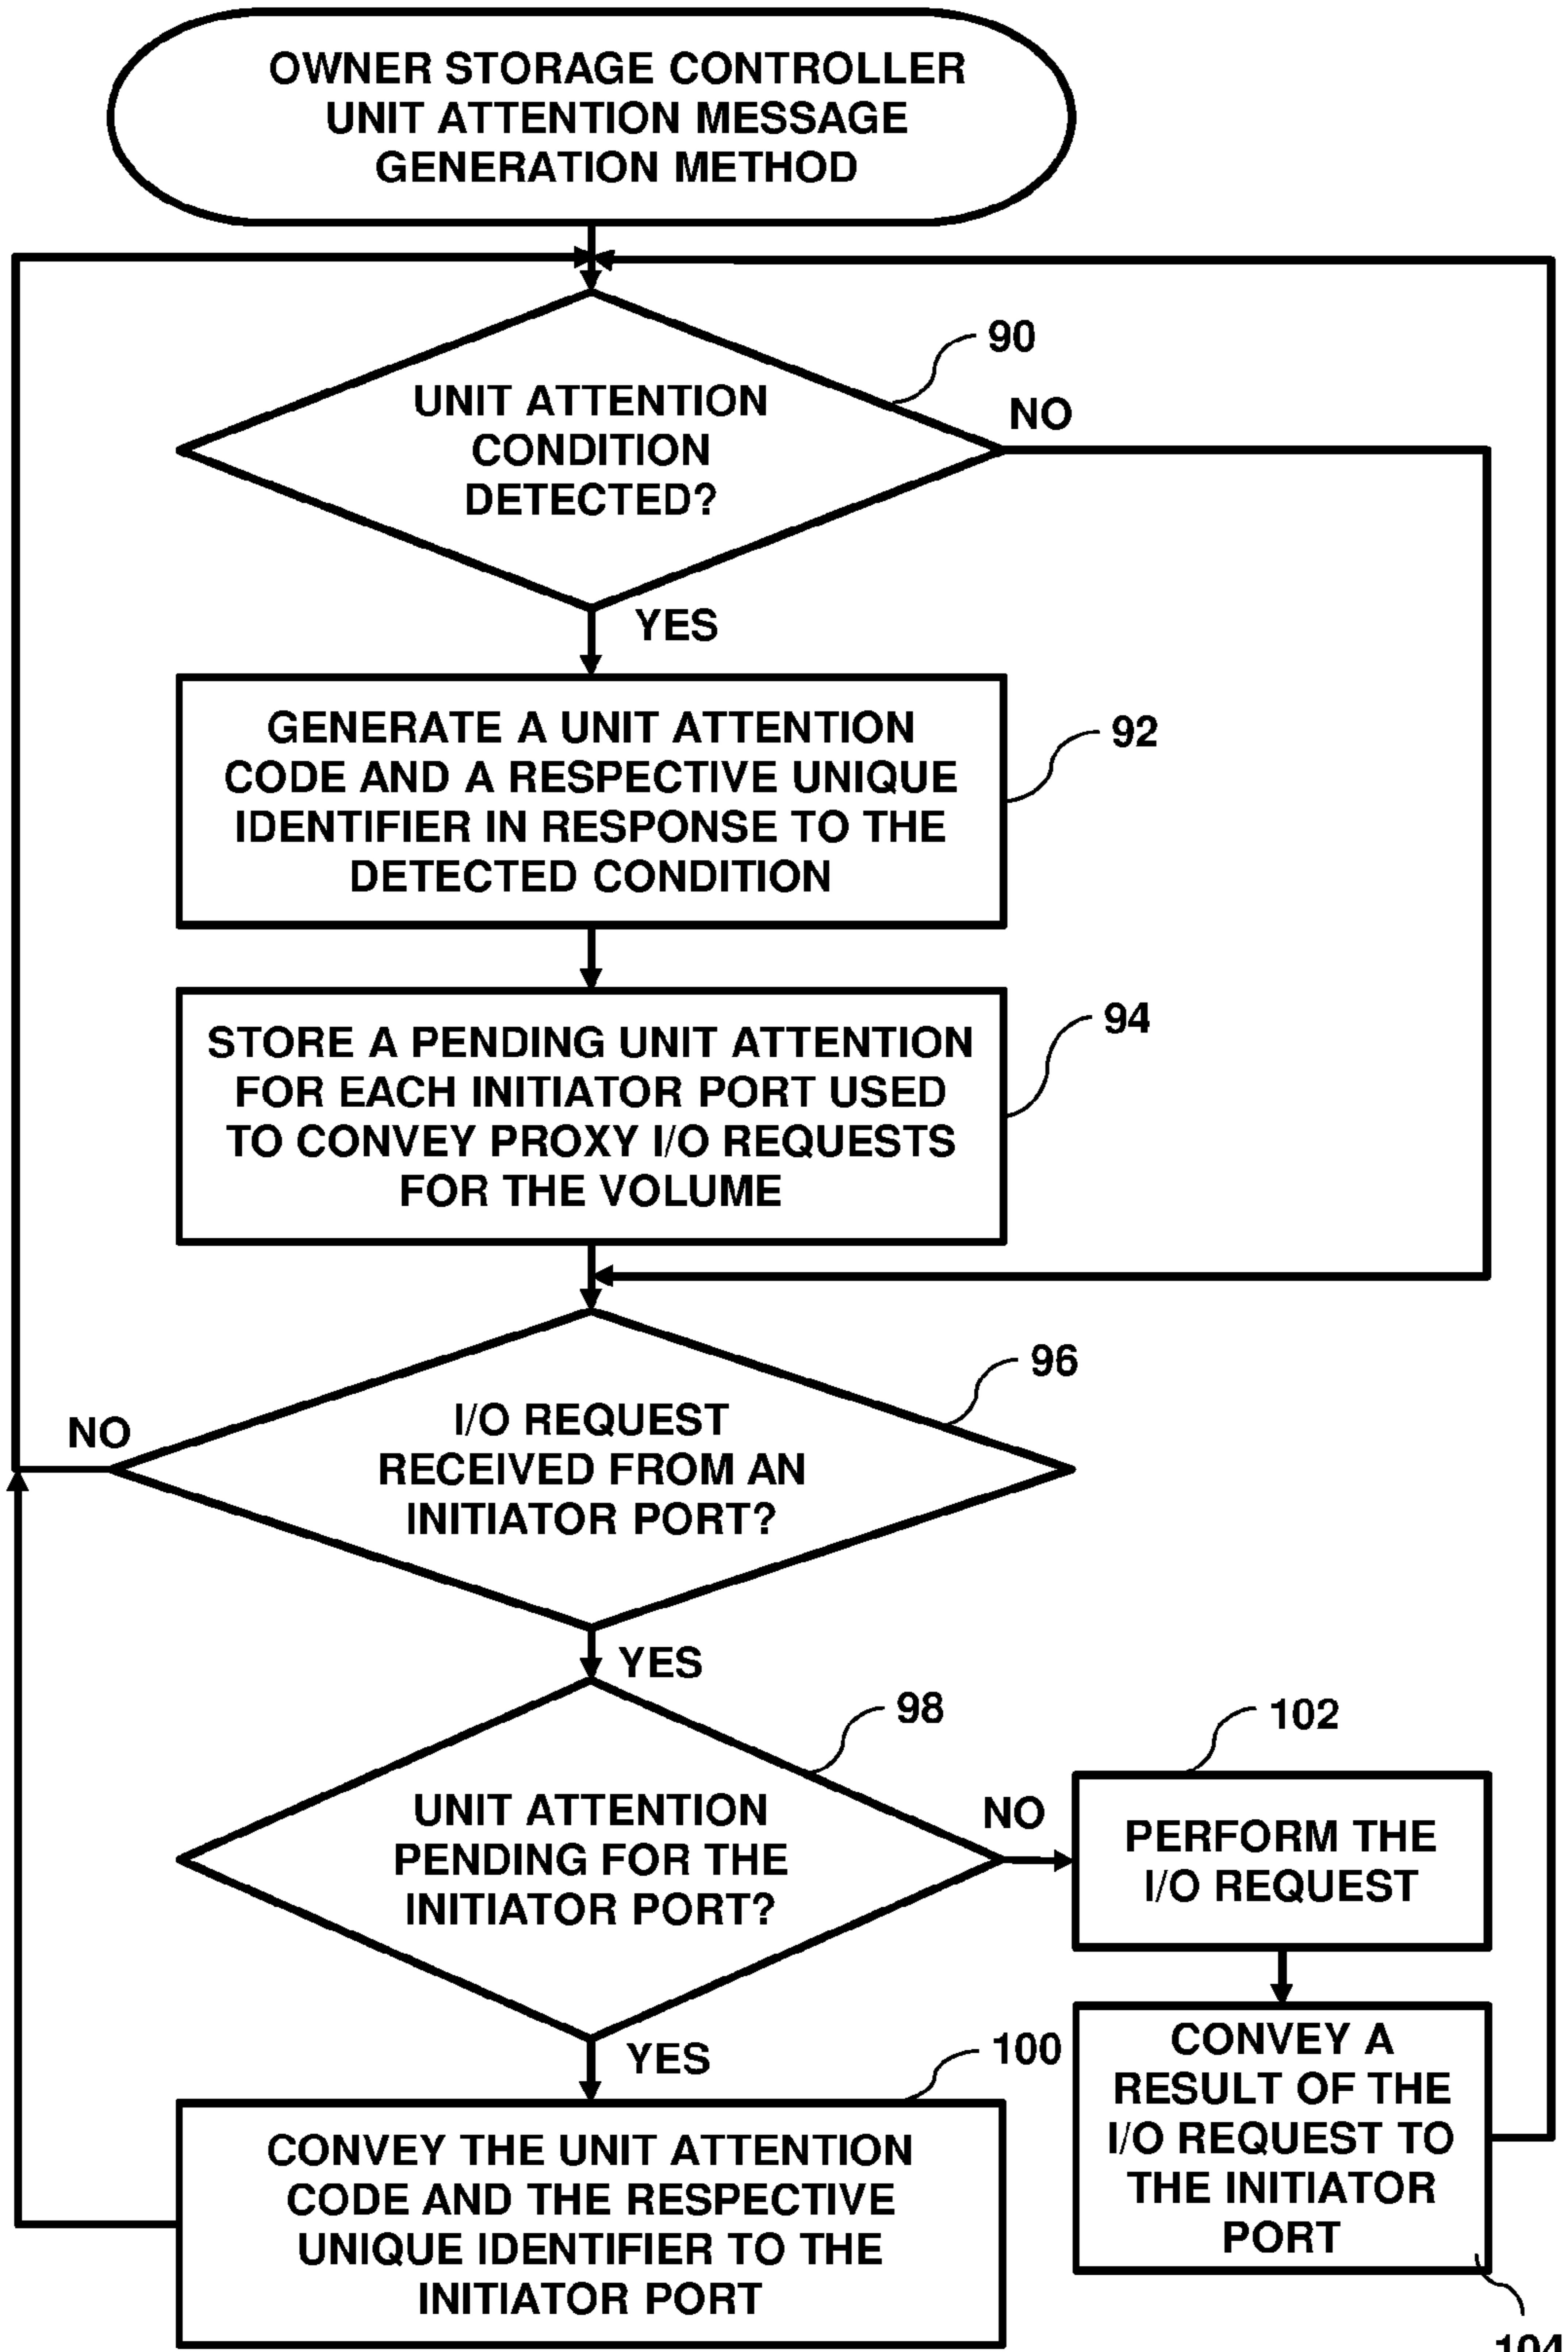 OWNER STORAGE CONTROLLER
UNIT ATTENTION MESSAGE
GENERATION METHOD
90
UNIT ATTENTION
CONDITION
DETECTED?
NO
YES
GENERATE A UNIT ATTENTION
CODE AND A RESPECTIVE UNIQUE
IDENTIFIER IN RESPONSE TO THE
DETECTED CONDITION
92
STORE A PENDING UNIT ATTENTION
FOR EACH INITIATOR PORT USED
TO CONVEY PROXY I/O REQUESTS
FOR THE VOLUME
94
96
I/O REQUEST
RECEIVED FROM AN
INITIATOR PORT?
NO
YES
98
UNIT ATTENTION
PENDING FOR THE
INITIATOR PORT?
NO
102
PERFORM THE
I/O REQUEST
YES
100
CONVEY THE UNIT ATTENTION
CODE AND THE RESPECTIVE
UNIQUE IDENTIFIER TO THE
INITIATOR PORT
CONVEY A
RESULT OF THE
I/O REQUEST TO
THE INITIATOR
PORT
104